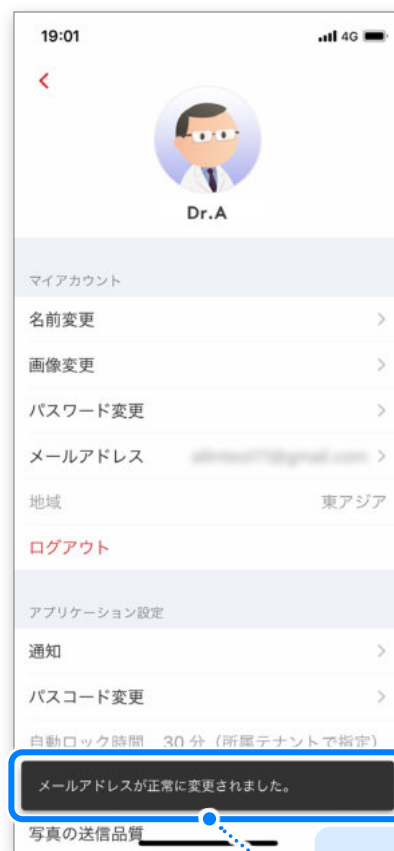 19:01
4G
Dr.A
マイアカウント
名前変更
画像変更
パスワード変更
メールアドレス
地域 東アジア
ログアウト
アプリケーション設定
通知
パスコード変更
自動ロック時間 30 分（所属テナントで指定）
メールアドレスが正常に変更されました。
写真の送信品質